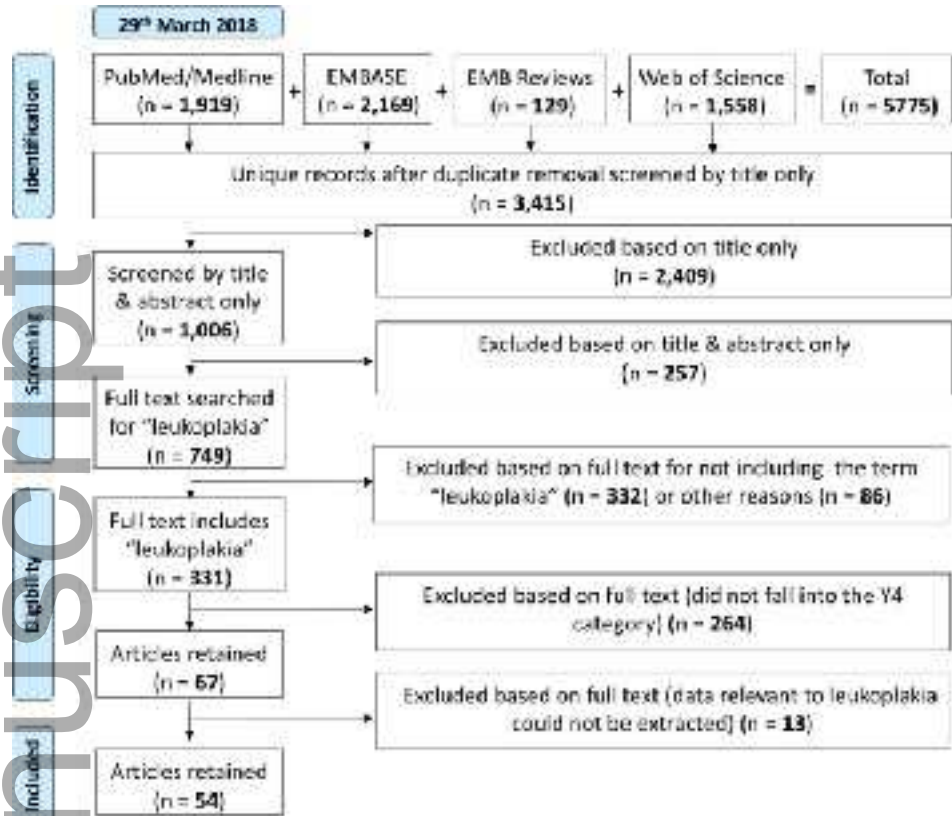 29th March 2018
Identification
PubMed/Medline
(n = 1,919)
+
EMBASE
(n = 2,169)
+
EMB Reviews
(n = 129)
+
Web of Science
(n = 1,558)
=
Total
(n = 5775)
Unique records after duplicate removal screened by title only
(n = 3,415)
Screening
Excluded based on title only
(n = 2,409)
Screened by title
& abstract only
(n = 1,006)
Excluded based on title & abstract only
(n = 257)
Full text searched
for "leukoplakia"
(n = 749)
Excluded based on full text for not including the term
"leukoplakia" (n = 332) or other reasons (n = 86)
Eligibility
Full text includes
"leukoplakia"
(n = 331)
Excluded based on full text (did not fall into the Y4
category) (n = 264)
Articles retained
(n = 67)
Excluded based on full text (data relevant to leukoplakia
could not be extracted) (n = 13)
Included
Articles retained
(n = 54)
nuscript